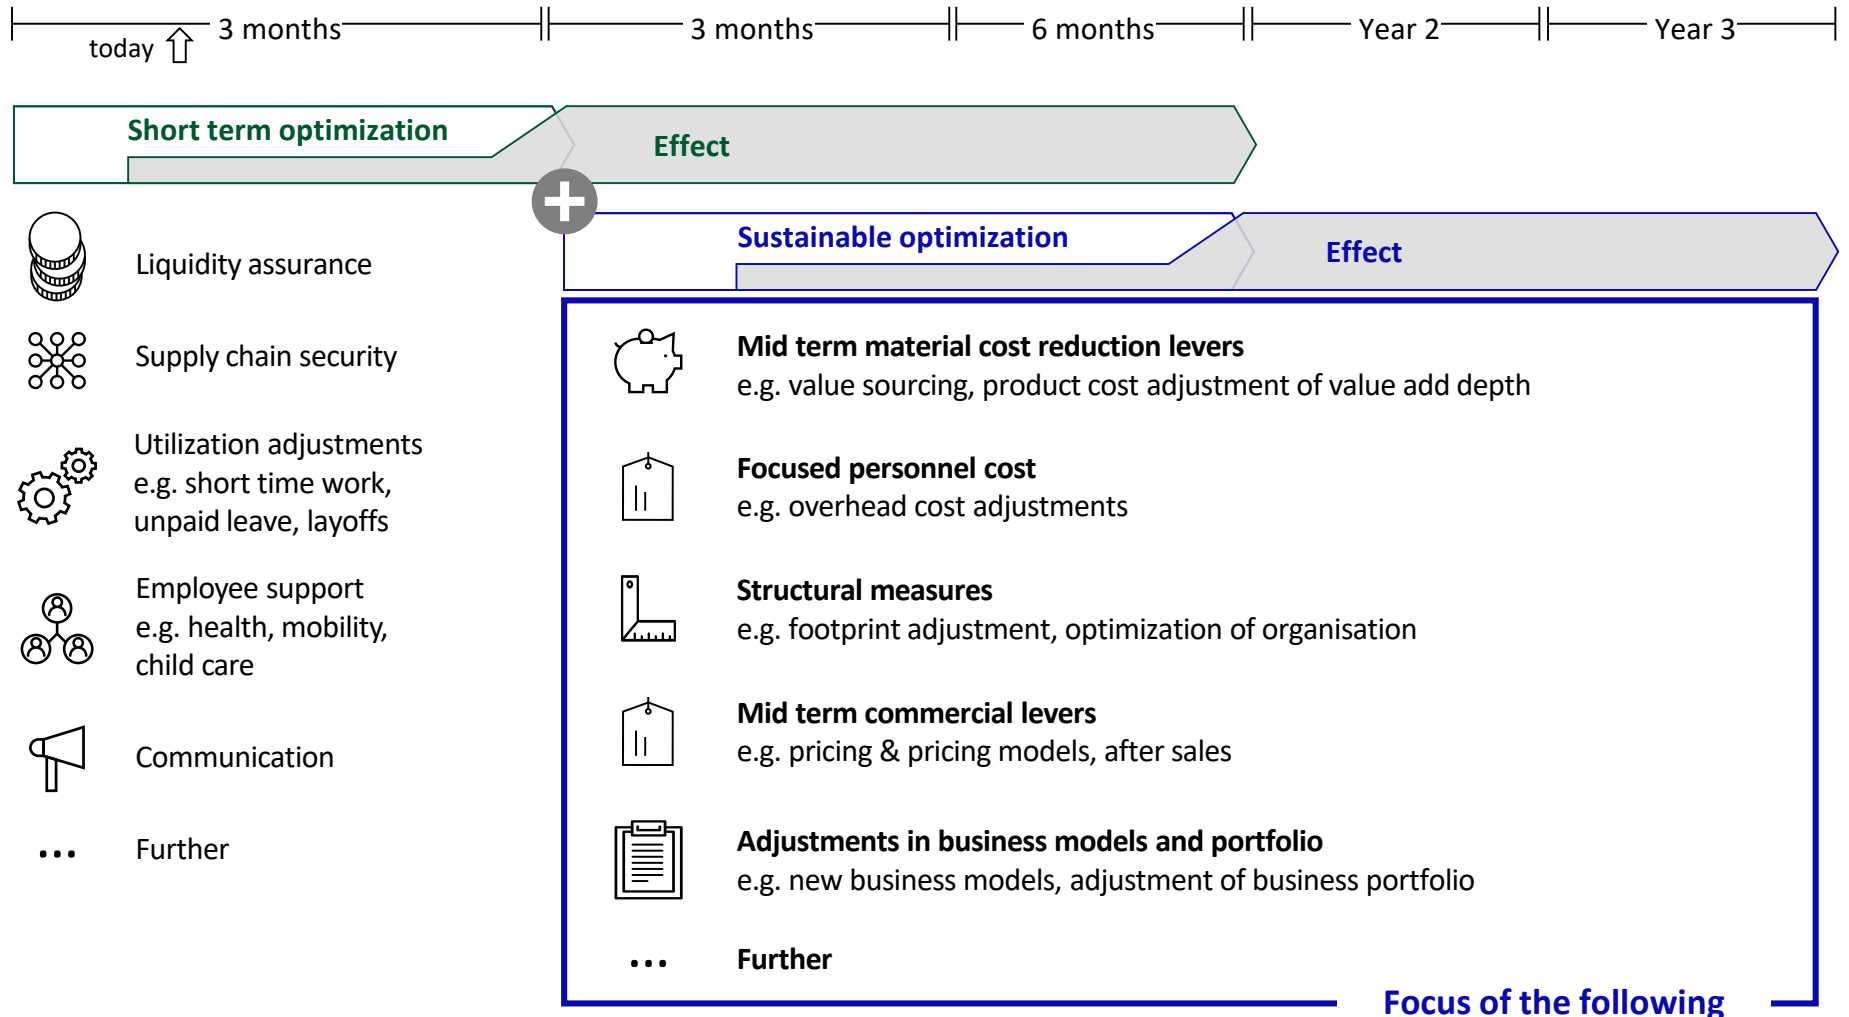 3 months
3 months
6 months
Year 2
Year 3
today
Short term optimization
Effect
Sustainable optimization
Effect
Liquidity assurance
Supply chain security
Utilization adjustments
e.g. short time work,
unpaid leave, layoffs
Employee support
e.g. health, mobility,
child care
Communication
... Further
Mid term material cost reduction levers
e.g. value sourcing, product cost adjustment of value add depth
Focused personnel cost
e.g. overhead cost adjustments
Structural measures
e.g. footprint adjustment, optimization of organisation
Mid term commercial levers
e.g. pricing & pricing models, after sales
Adjustments in business models and portfolio
e.g. new business models, adjustment of business portfolio
... Further
Focus of the following